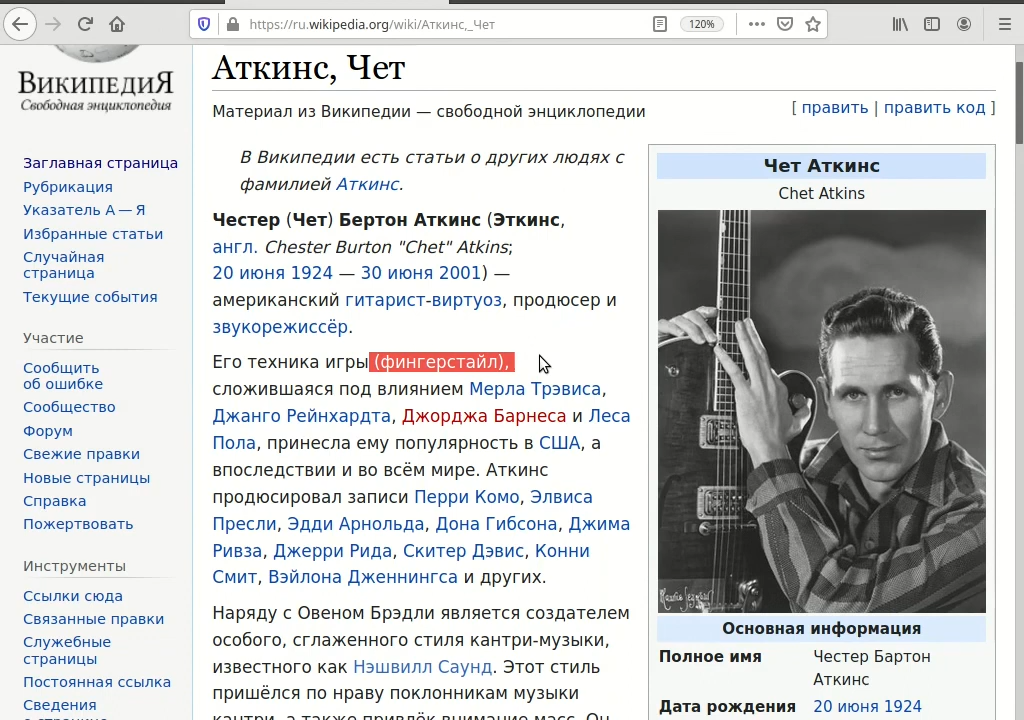 https://ru.wikipedia.org/wiki/Аткинс,_Чет
120%
ВикипедиЯ
Свободная энциклопедия
Заглавная страница
Рубрикация
Указатель А — Я
Избранные статьи
Случайная
страница
Текущие события
Участие
Сообщить
об ошибке
Сообщество
Форум
Свежие правки
Новые страницы
Справка
Пожертвовать
Инструменты
Ссылки сюда
Связанные правки
Служебные
страницы
Постоянная ссылка
Сведения
Аткинс, Чет
Материал из Википедии — свободной энциклопедии
[ править | править код ]
В Википедии есть статьи о других людях с
фамилией Аткинс.
Честер (Чет) Бертон Аткинс (Эткинс,
англ. Chester Burton "Chet" Atkins;
20 июня 1924 — 30 июня 2001) —
американский гитарист-виртуоз, продюсер и
звукорежиссёр.
Его техника игры (фингерстайл),
сложившаяся под влиянием Мерла Трэвиса,
Джанго Рейнхардта, Джорджа Барнеса и Леса
Пола, принесла ему популярность в США, а
впоследствии и во всём мире. Аткинс
продюсировал записи Перри Комо, Элвиса
Пресли, Эдди Арнольда, Дона Гибсона, Джима
Ривза, Джерри Рида, Скитер Дэвис, Конни
Смит, Вэйлона Дженнингса и других.
Наряду с Овеном Брэдли является создателем
особого, сглаженного стиля кантри-музыки,
известного как Нэшвилл Саунд. Этот стиль
пришёлся по нраву поклонникам музыки
кантри, а также привлёк внимание масс. Он
Чет Аткинс
Chet Atkins
Основная информация
Полное имя Честер Бартон
Аткинс
Дата рождения 20 июня 1924